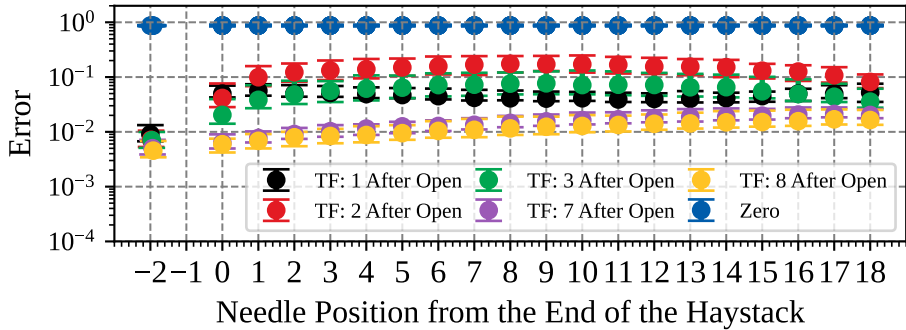 10⁰
10⁻¹
10⁻²
10⁻³
10⁻⁴
Error
TF: 1 After Open
TF: 3 After Open
TF: 8 After Open
TF: 2 After Open
TF: 7 After Open
Zero
−2 −1 0 1 2 3 4 5 6 7 8 9 10 11 12 13 14 15 16 17 18
Needle Position from the End of the Haystack